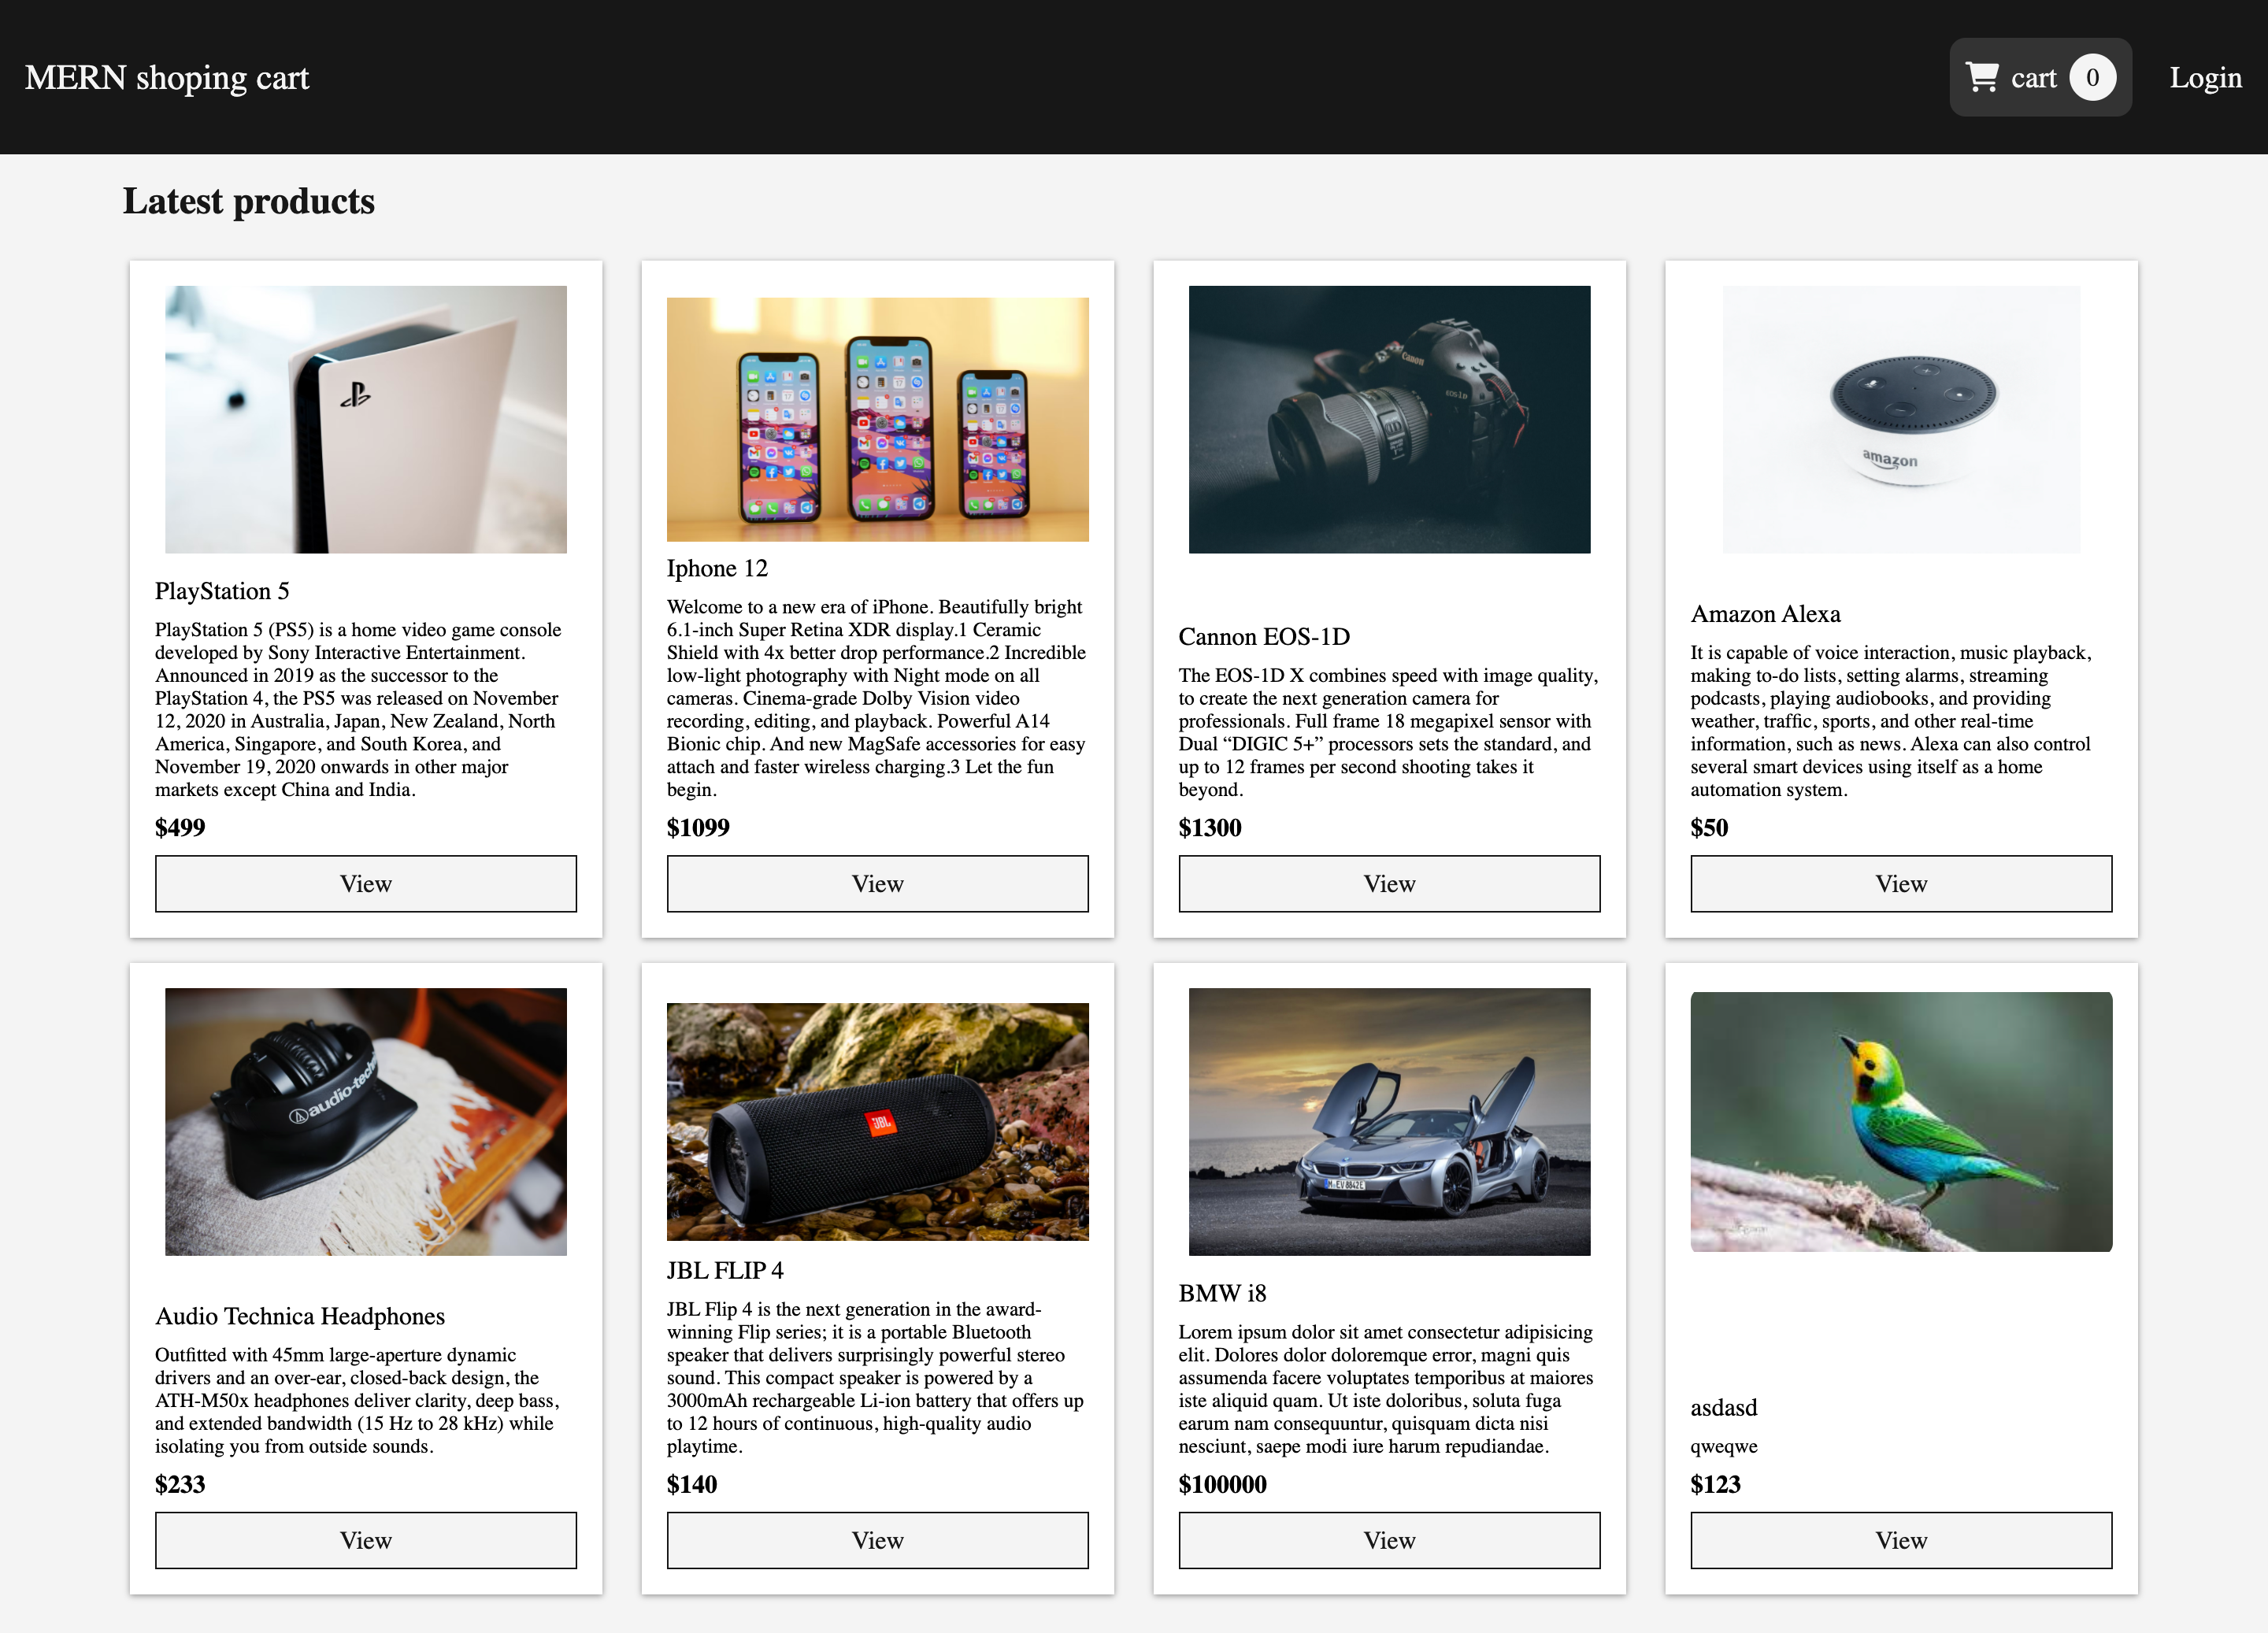 MERN shoping cart
cart 0
Login
Latest products
PlayStation 5
PlayStation 5 (PS5) is a home video game console
developed by Sony Interactive Entertainment.
Announced in 2019 as the successor to the
PlayStation 4, the PS5 was released on November
12, 2020 in Australia, Japan, New Zealand, North
America, Singapore, and South Korea, and
November 19, 2020 onwards in other major
markets except China and India.
$499
View
Iphone 12
Welcome to a new era of iPhone. Beautifully bright
6.1-inch Super Retina XDR display.1 Ceramic
Shield with 4x better drop performance.2 Incredible
low-light photography with Night mode on all
cameras. Cinema-grade Dolby Vision video
recording, editing, and playback. Powerful A14
Bionic chip. And new MagSafe accessories for easy
attach and faster wireless charging.3 Let the fun
begin.
$1099
View
Canon
EOS-1D
Cannon EOS-1D
The EOS-1D X combines speed with image quality,
to create the next generation camera for
professionals. Full frame 18 megapixel sensor with
Dual “DIGIC 5+” processors sets the standard, and
up to 12 frames per second shooting takes it
beyond.
$1300
View
amazon
Amazon Alexa
It is capable of voice interaction, music playback,
making to-do lists, setting alarms, streaming
podcasts, playing audiobooks, and providing
weather, traffic, sports, and other real-time
information, such as news. Alexa can also control
several smart devices using itself as a home
automation system.
$50
View
audio-tech
Audio Technica Headphones
Outfitted with 45mm large-aperture dynamic
drivers and an over-ear, closed-back design, the
ATH-M50x headphones deliver clarity, deep bass,
and extended bandwidth (15 Hz to 28 kHz) while
isolating you from outside sounds.
$233
View
JBL
JBL FLIP 4
JBL Flip 4 is the next generation in the award-
winning Flip series; it is a portable Bluetooth
speaker that delivers surprisingly powerful stereo
sound. This compact speaker is powered by a
3000mAh rechargeable Li-ion battery that offers up
to 12 hours of continuous, high-quality audio
playtime.
$140
View
M-EV 8842E
BMW i8
Lorem ipsum dolor sit amet consectetur adipisicing
elit. Dolores dolor doloremque error, magni quis
assumenda facere voluptates temporibus at maiores
iste aliquid quam. Ut iste doloribus, soluta fuga
earum nam consequuntur, quisquam dicta nisi
nesciunt, saepe modi iure harum repudiandae.
$100000
View
asdasd
qweqwe
$123
View